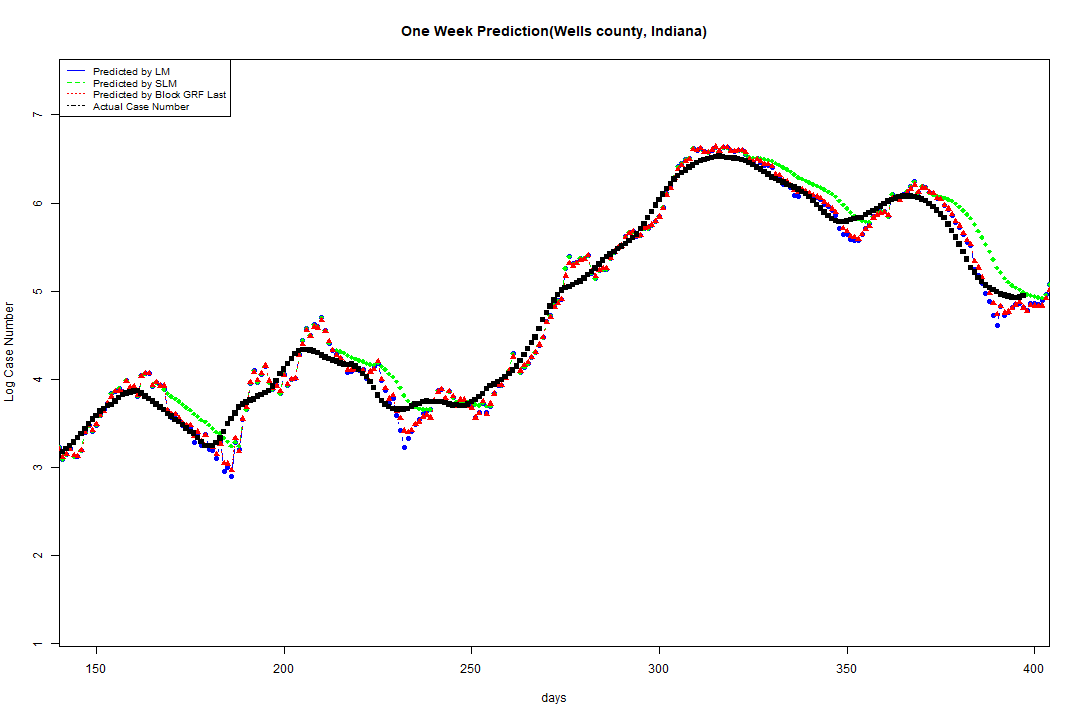 One Week Prediction(Wells county, Indiana)
Predicted by LM
Predicted by SLM
Predicted by Block GRF Last
Actual Case Number
7
6
5
4
3
2
1
Log Case Number
150 200 250 300 350 400
days